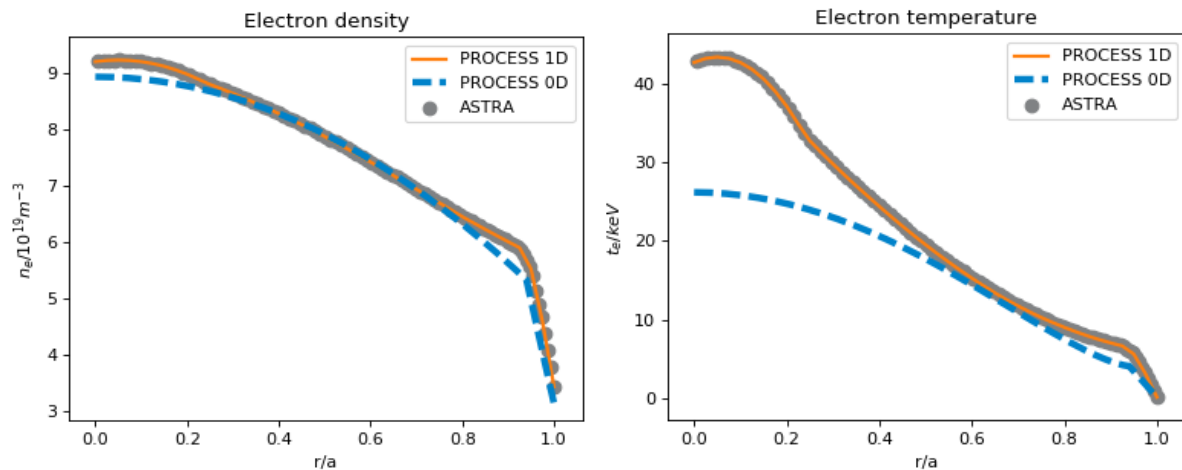 Electron density
PROCESS 1D
PROCESS 0D
ASTRA
9
8
7
6
5
4
3
n_e/10^{19}m^{-3}
0.0 0.2 0.4 0.6 0.8 1.0
r/a
Electron temperature
PROCESS 1D
PROCESS 0D
ASTRA
40
30
20
10
0
t_e/keV
0.0 0.2 0.4 0.6 0.8 1.0
r/a